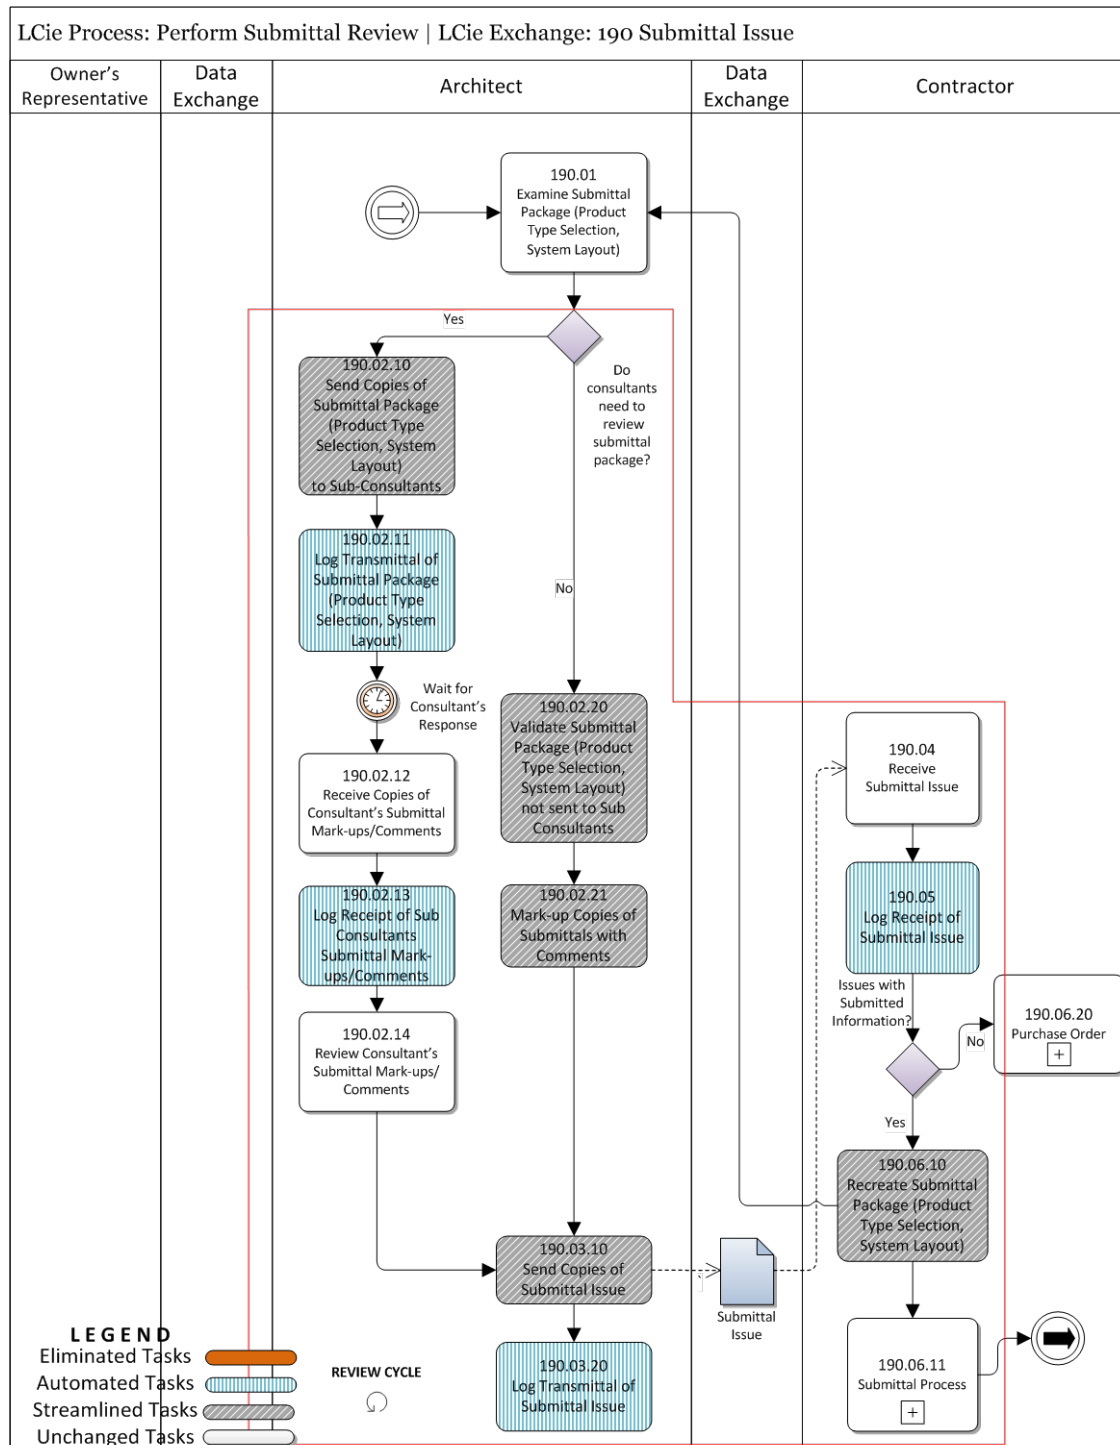 LCie Process: Perform Submittal Review | LCie Exchange: 190 Submittal Issue
Owner's
Representative
Data
Exchange
Architect
Data
Exchange
Contractor
190.01
Examine Submittal
Package (Product
Type Selection,
System Layout)
Yes
Do
consultants
need to
review
submittal
package?
190.02.10
Send Copies of
Submittal Package
(Product Type
Selection, System
Layout)
to Sub-Consultants
190.02.11
Log Transmittal of
Submittal Package
(Product Type
Selection, System
Layout)
No
Wait for
Consultant's
Response
190.02.12
Receive Copies of
Consultant's Submittal
Mark-ups/Comments
190.02.13
Log Receipt of Sub
Consultants
Submittal Mark-
ups/Comments
190.02.14
Review Consultant's
Submittal Mark-ups/
Comments
190.02.20
Validate Submittal
Package (Product
Type Selection,
System Layout)
not sent to Sub
Consultants
190.02.21
Mark-up Copies of
Submittals with
Comments
190.03.10
Send Copies of
Submittal Issue
190.03.20
Log Transmittal of
Submittal Issue
Submittal
Issue
190.04
Receive
Submittal Issue
190.05
Log Receipt of
Submittal Issue
Issues with
Submitted
Information?
No
190.06.20
Purchase Order
+
Yes
190.06.10
Recreate Submittal
Package (Product
Type Selection,
System Layout)
190.06.11
Submittal Process
+
LEGEND
Eliminated Tasks
Automated Tasks
Streamlined Tasks
Unchanged Tasks
REVIEW CYCLE